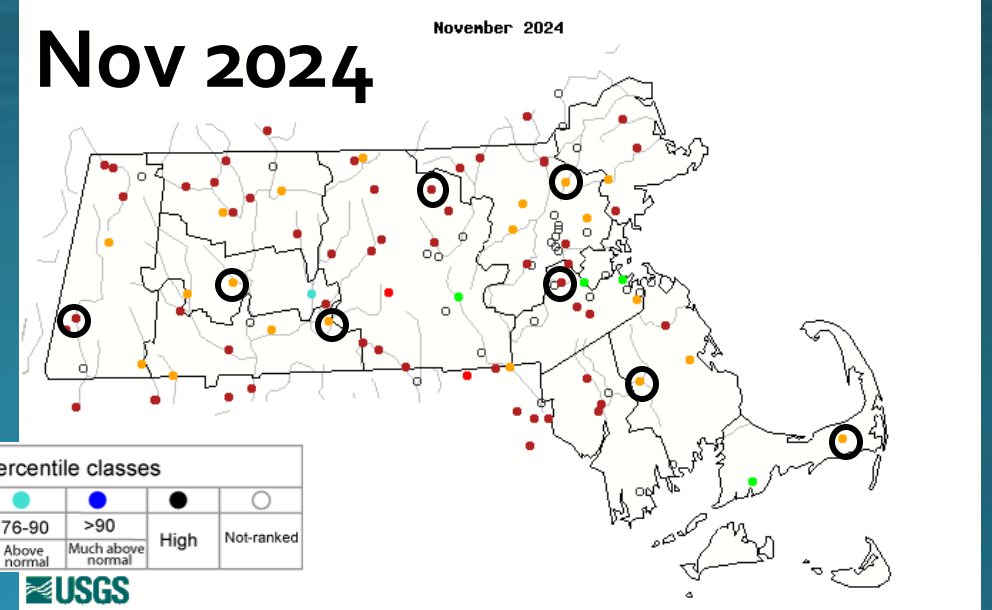 November 2024
Nov 2024
ercentile classes
76-90
>90
High
Not-ranked
Above
normal
Much above
normal
USGS